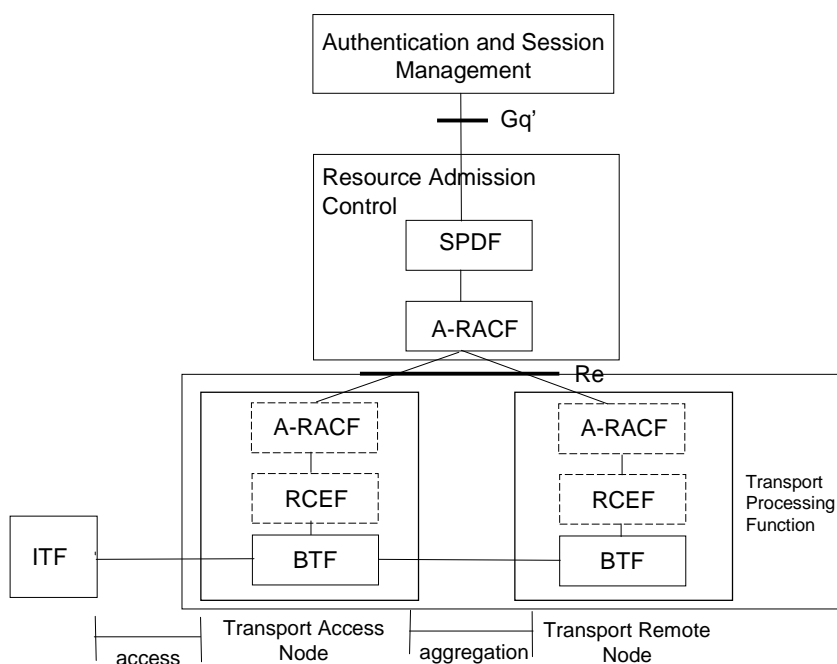 Authentication and Session
Management
Gq'
Resource Admission
Control
SPDF
A-RACF
Re
A-RACF
A-RACF
RCEF
RCEF
Transport
Processing
Function
ITF
BTF
BTF
access
Transport Access
Node
aggregation
Transport Remote
Node